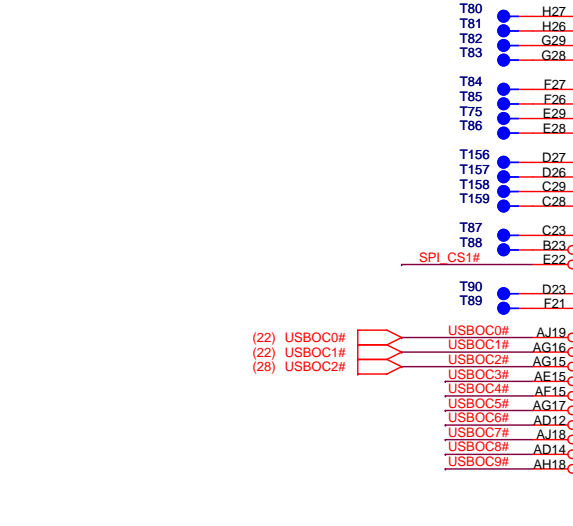 T80 H27
T81 H26
T82 G29
T83 G28
T84 F27
T85 F26
T75 E29
T86 E28
T156 D27
T157 D26
T158 C29
T159 C28
T87 C23
T88 B23
SPI_CS1# E22
T90 D23
T89 F21
(22) USBOC0# USBOC0# AJ19
(22) USBOC1# USBOC1# AG16
(28) USBOC2# USBOC2# AG15
USBOC3# AE15
USBOC4# AF15
USBOC5# AG17
USBOC6# AD12
USBOC7# AJ18
USBOC8# AD14
USBOC9# AH18